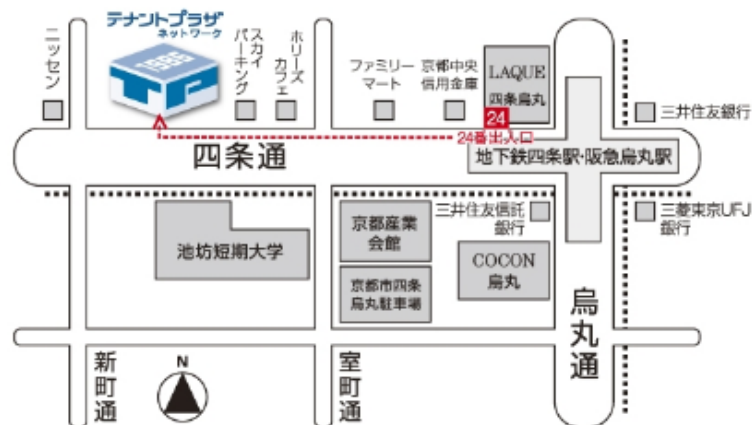 テナントプラザ
ネットワーク
1986
TP
ニッセン
スカイ
パーキング
ホリーズ
カフェ
ファミリー
マート
京都中央
信用金庫
LAQUE
四条烏丸
24
24番出入口
三井住友銀行
四条通
地下鉄四条駅・阪急烏丸駅
池坊短期大学
京都産業
会館
三井住友信託
銀行
三菱東京UFJ
銀行
京都市四条
烏丸駐車場
COCON
烏丸
新町通
N
室町通
烏丸通